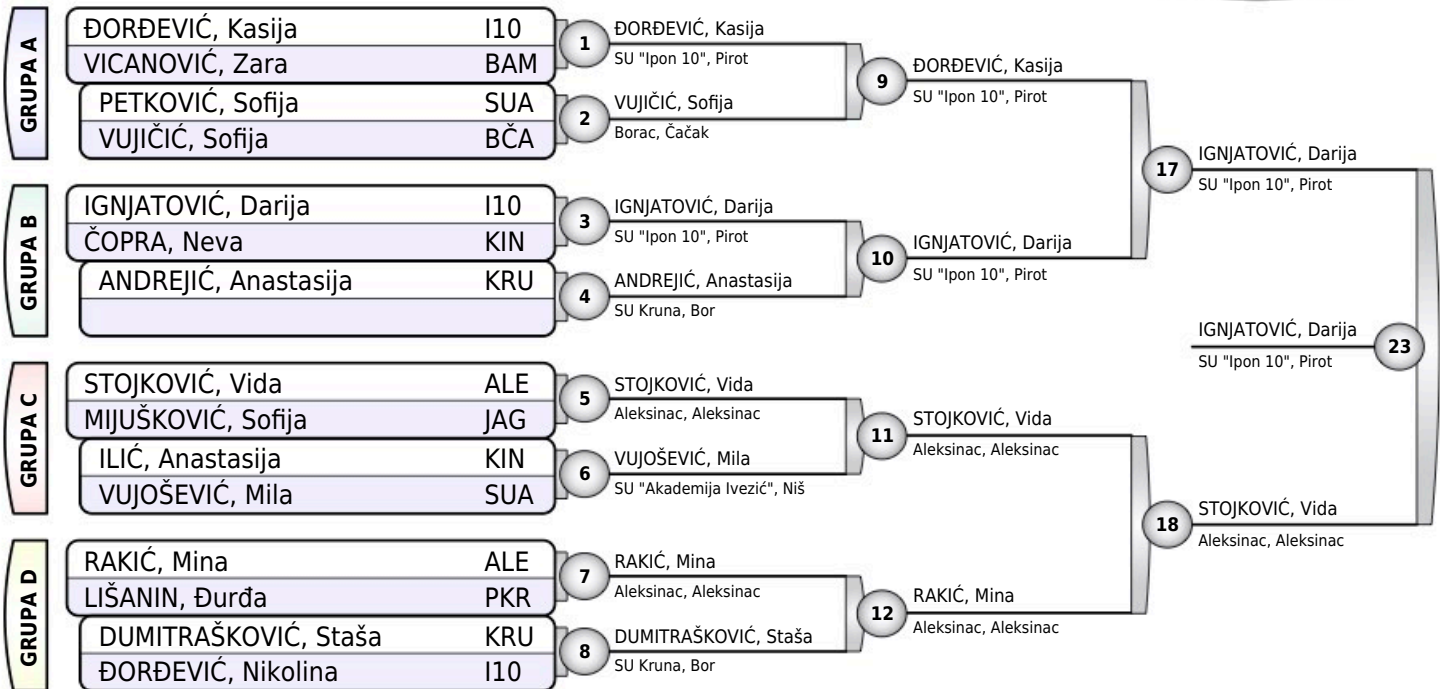 GRUPA A
ĐORĐEVIĆ, Kasija I10
VICANOVIĆ, Zara BAM
PETKOVIĆ, Sofija SUA
VUJIČIĆ, Sofija BČA
GRUPA B
IGNJATOVIĆ, Darija I10
ČOPRA, Neva KIN
ANDREJIĆ, Anastasija KRU
GRUPA C
STOJKOVIĆ, Vida ALE
MIJUŠKOVIĆ, Sofija JAG
ILIĆ, Anastasija KIN
VUJOŠEVIĆ, Mila SUA
GRUPA D
RAKIĆ, Mina ALE
LIŠANIN, Đurđa PKR
DUMITRAŠKOVIĆ, Staša KRU
ĐORĐEVIĆ, Nikolina I10
1 ĐORĐEVIĆ, Kasija
SU "Ipon 10", Pirot
2 VUJIČIĆ, Sofija
Borac, Čačak
3 IGNJATOVIĆ, Darija
SU "Ipon 10", Pirot
4 ANDREJIĆ, Anastasija
SU Kruna, Bor
5 STOJKOVIĆ, Vida
Aleksinac, Aleksinac
6 VUJOŠEVIĆ, Mila
SU "Akademija Ivezić", Niš
7 RAKIĆ, Mina
Aleksinac, Aleksinac
8 DUMITRAŠKOVIĆ, Staša
SU Kruna, Bor
9 ĐORĐEVIĆ, Kasija
SU "Ipon 10", Pirot
10 IGNJATOVIĆ, Darija
SU "Ipon 10", Pirot
11 STOJKOVIĆ, Vida
Aleksinac, Aleksinac
12 RAKIĆ, Mina
Aleksinac, Aleksinac
17 IGNJATOVIĆ, Darija
SU "Ipon 10", Pirot
18 STOJKOVIĆ, Vida
Aleksinac, Aleksinac
IGNJATOVIĆ, Darija 23
SU "Ipon 10", Pirot